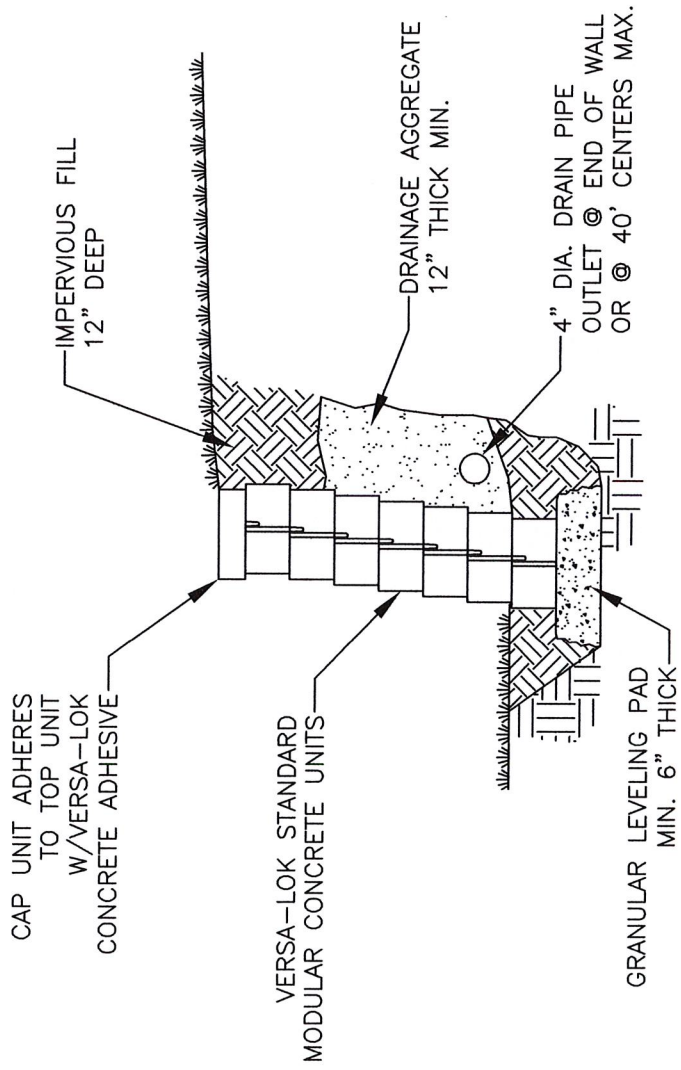 CAP UNIT ADHERES
TO TOP UNIT
W/VERSA-LOK
CONCRETE ADHESIVE
VERSA-LOK STANDARD
MODULAR CONCRETE UNITS
GRANULAR LEVELING PAD
MIN. 6" THICK
IMPERVIOUS FILL
12" DEEP
DRAINAGE AGGREGATE
12" THICK MIN.
4" DIA. DRAIN PIPE
OUTLET @ END OF WALL
OR @ 40' CENTERS MAX.